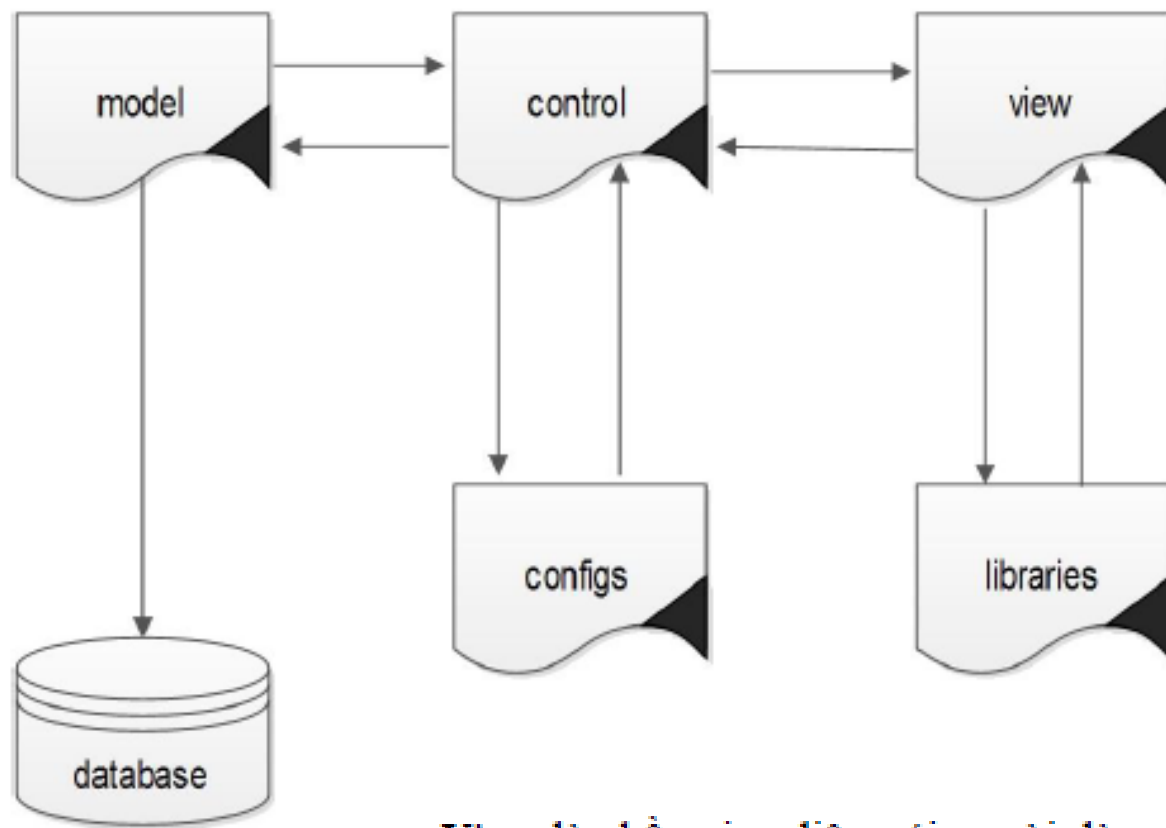 model
control
view
configs
libraries
database